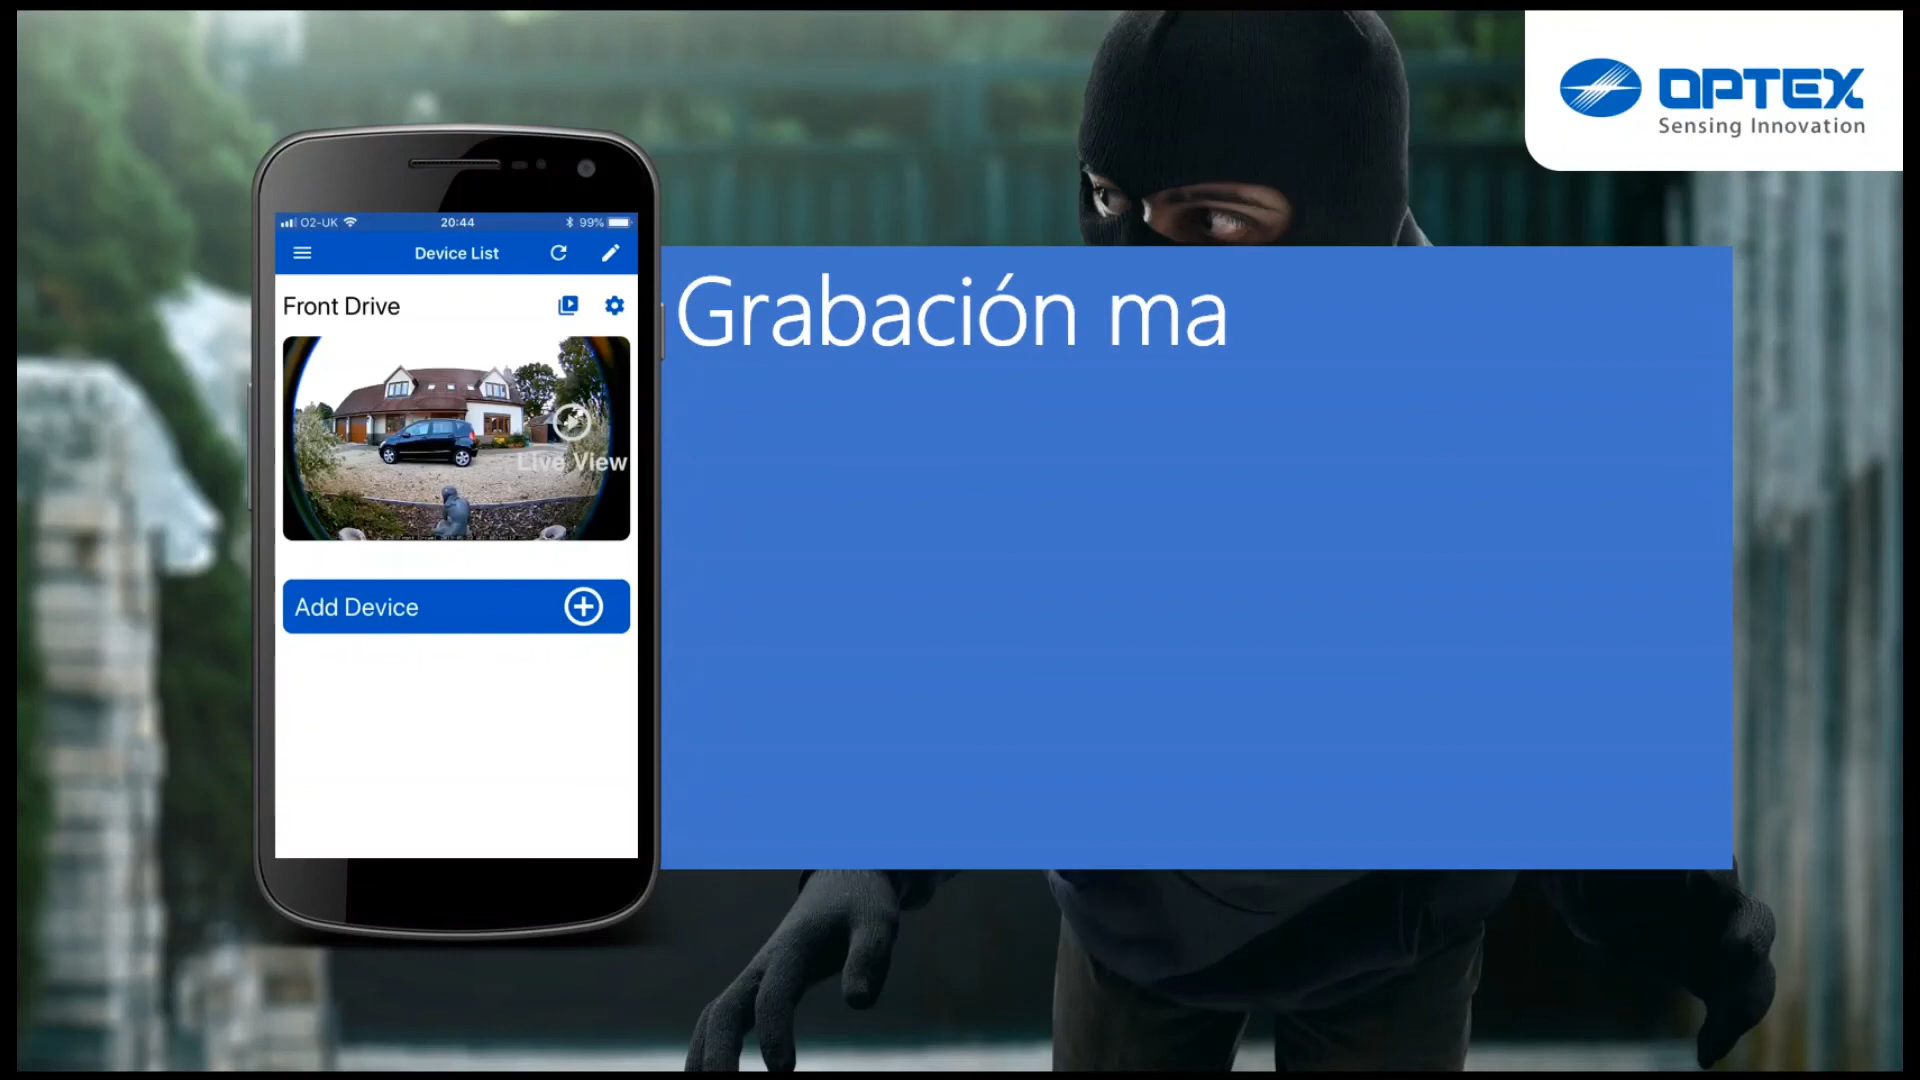 OPTEX
Sensing Innovation
O2-UK 20:44 99%
Device List
Front Drive
Live View
Add Device
Grabación ma